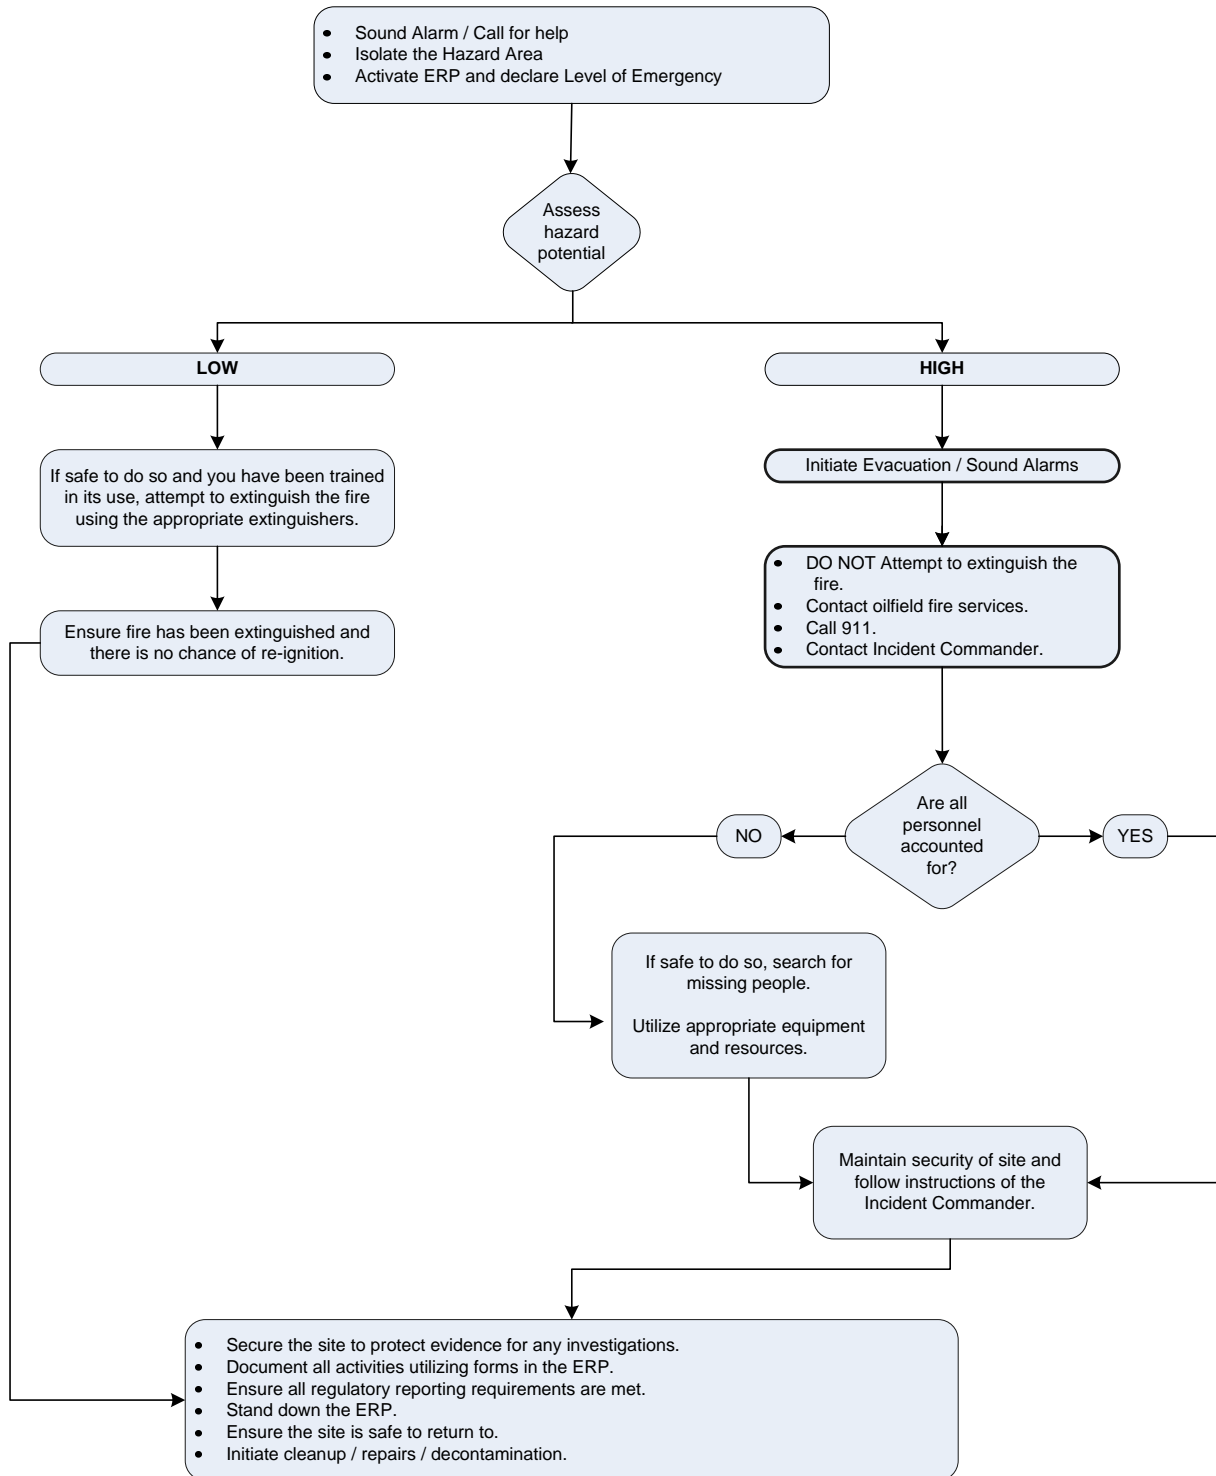 • Sound Alarm / Call for help
• Isolate the Hazard Area
• Activate ERP and declare Level of Emergency
Assess
hazard
potential
LOW
HIGH
If safe to do so and you have been trained
in its use, attempt to extinguish the fire
using the appropriate extinguishers.
Initiate Evacuation / Sound Alarms
• DO NOT Attempt to extinguish the
fire.
• Contact oilfield fire services.
• Call 911.
• Contact Incident Commander.
Ensure fire has been extinguished and
there is no chance of re-ignition.
Are all
personnel
accounted
for?
NO
YES
If safe to do so, search for
missing people.
Utilize appropriate equipment
and resources.
Maintain security of site and
follow instructions of the
Incident Commander.
• Secure the site to protect evidence for any investigations.
• Document all activities utilizing forms in the ERP.
• Ensure all regulatory reporting requirements are met.
• Stand down the ERP.
• Ensure the site is safe to return to.
• Initiate cleanup / repairs / decontamination.